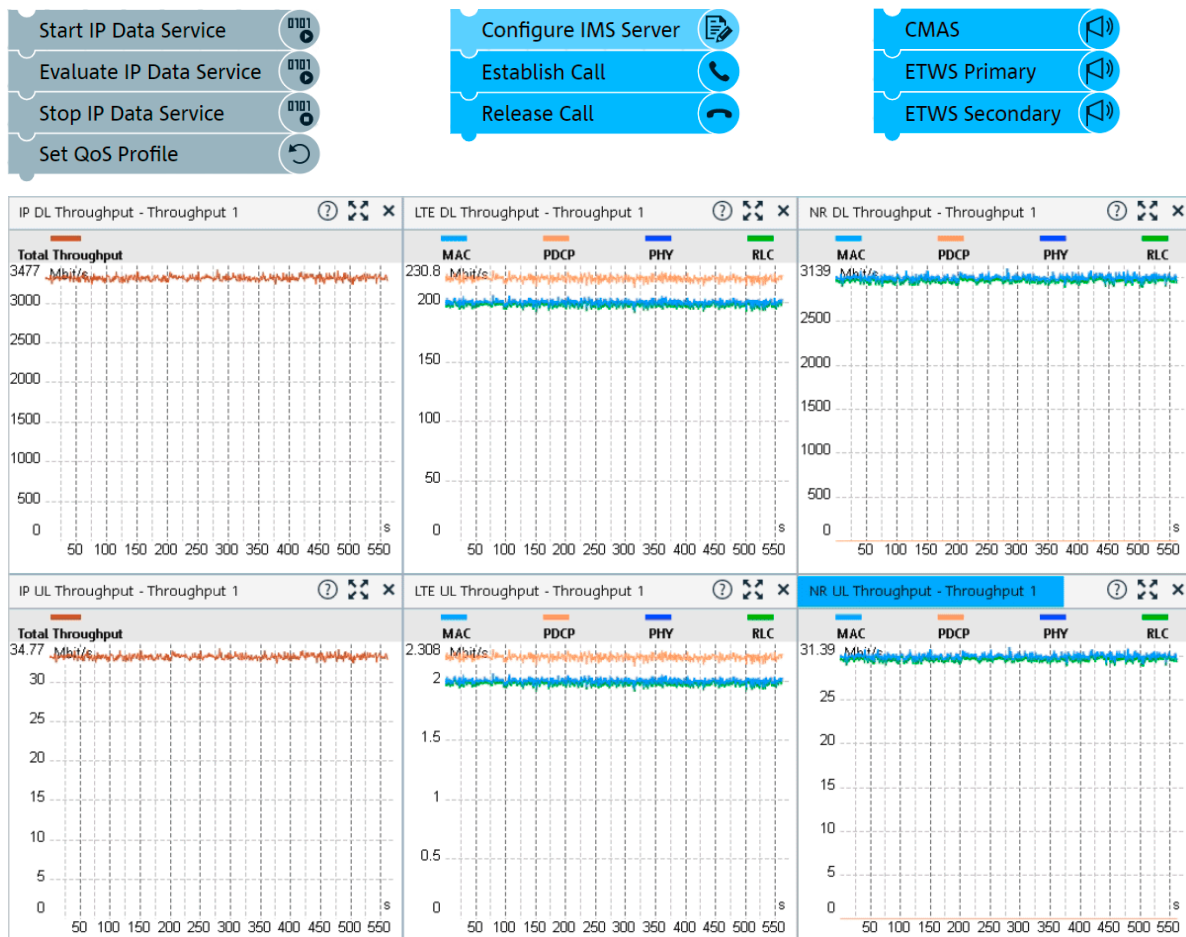 Start IP Data Service
Evaluate IP Data Service
Stop IP Data Service
Set QoS Profile
Configure IMS Server
Establish Call
Release Call
CMAS
ETWS Primary
ETWS Secondary
IP DL Throughput - Throughput 1
Total Throughput
3477 Mbit/s
3000
2500
2000
1500
1000
500
0
s
50 100 150 200 250 300 350 400 450 500 550
LTE DL Throughput - Throughput 1
MAC PDCP PHY RLC
230.8 Mbit/s
200
150
100
50
0
s
50 100 150 200 250 300 350 400 450 500 550
NR DL Throughput - Throughput 1
MAC PDCP PHY RLC
3139 Mbit/s
2500
2000
1500
1000
500
0
s
50 100 150 200 250 300 350 400 450 500 550
IP UL Throughput - Throughput 1
Total Throughput
34.77 Mbit/s
30
25
20
15
10
5
0
s
50 100 150 200 250 300 350 400 450 500 550
LTE UL Throughput - Throughput 1
MAC PDCP PHY RLC
2.308 Mbit/s
2
1.5
1
0.5
0
s
50 100 150 200 250 300 350 400 450 500 550
NR UL Throughput - Throughput 1
MAC PDCP PHY RLC
31.39 Mbit/s
25
20
15
10
5
0
s
50 100 150 200 250 300 350 400 450 500 550